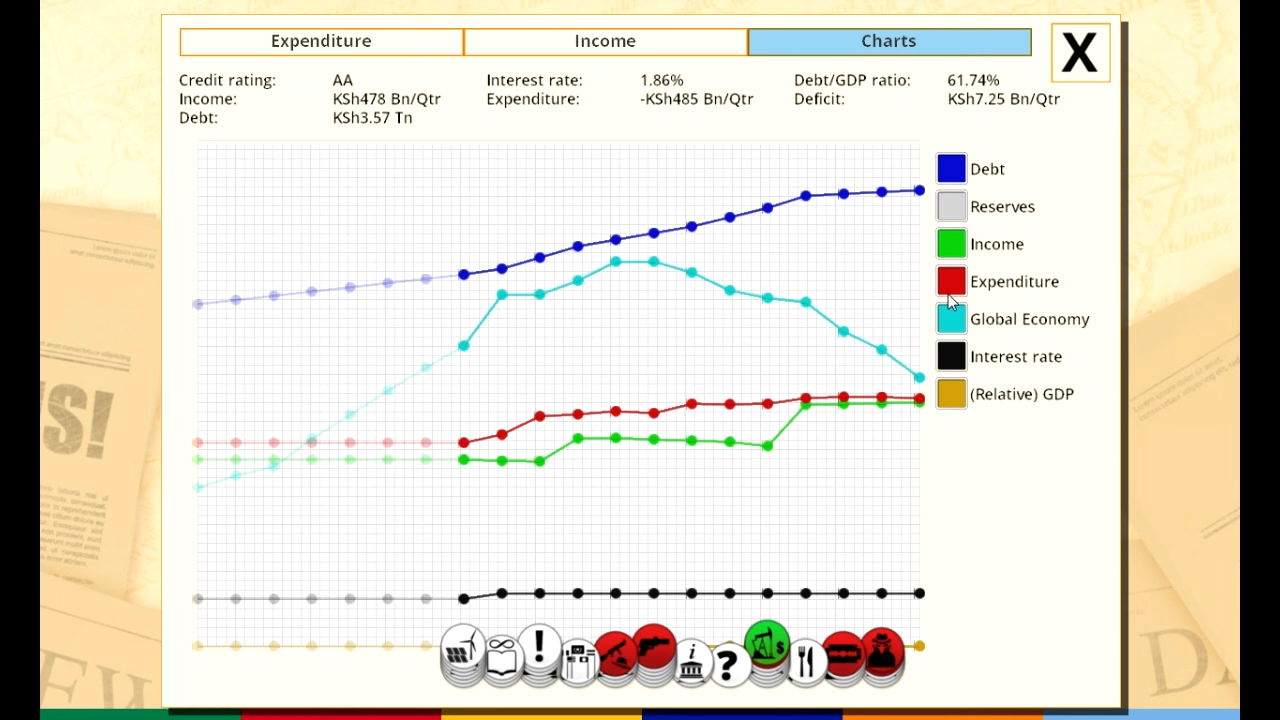 Expenditure
Income
Charts
X
Credit rating: AA Interest rate: 1.86% Debt/GDP ratio: 61.74%
Income: KSh478 Bn/Qtr Expenditure: -KSh485 Bn/Qtr Deficit: KSh7.25 Bn/Qtr
Debt: KSh3.57 Tn
Debt
Reserves
Income
Expenditure
Global Economy
Interest rate
(Relative) GDP
S!